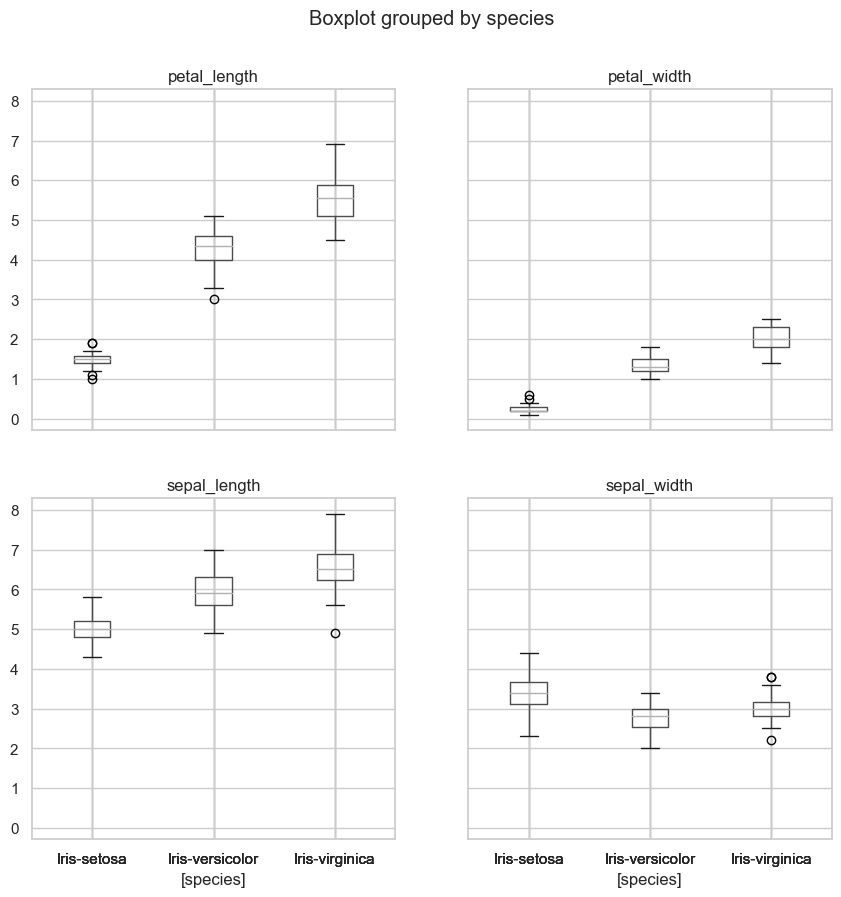 Boxplot grouped by species
petal_length
petal_width
8
7
6
5
4
3
2
1
0
sepal_length
sepal_width
8
7
6
5
4
3
2
1
0
Iris-setosa Iris-versicolor Iris-virginica
Iris-setosa Iris-versicolor Iris-virginica
[species]
[species]